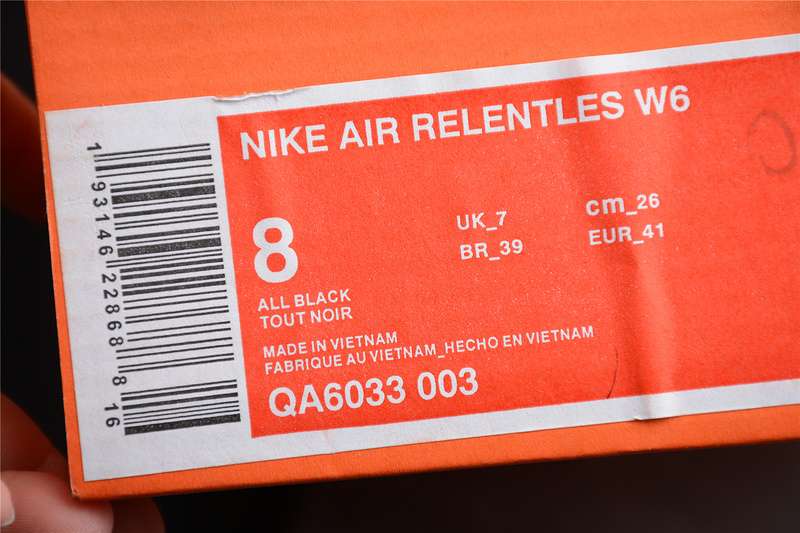 NIKE AIR RELENTLES W6
8
UK_7
cm_26
BR_39
EUR_41
ALL BLACK
TOUT NOIR
MADE IN VIETNAM
FABRIQUE AU VIETNAM_HECHO EN VIETNAM
QA6033 003
1 93146 22868 8 16